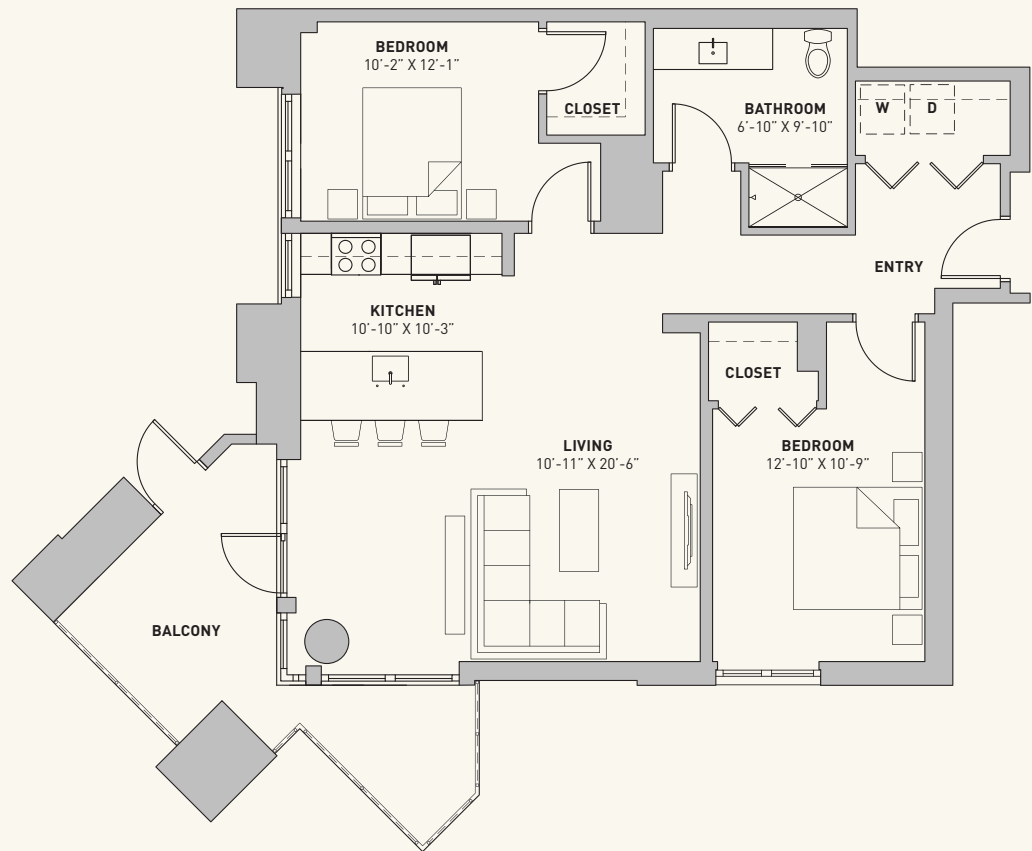 BEDROOM
10'-2" X 12'-1"
CLOSET
BATHROOM
6'-10" X 9'-10"
W
D
ENTRY
KITCHEN
10'-10" X 10'-3"
CLOSET
LIVING
10'-11" X 20'-6"
BEDROOM
12'-10" X 10'-9"
BALCONY